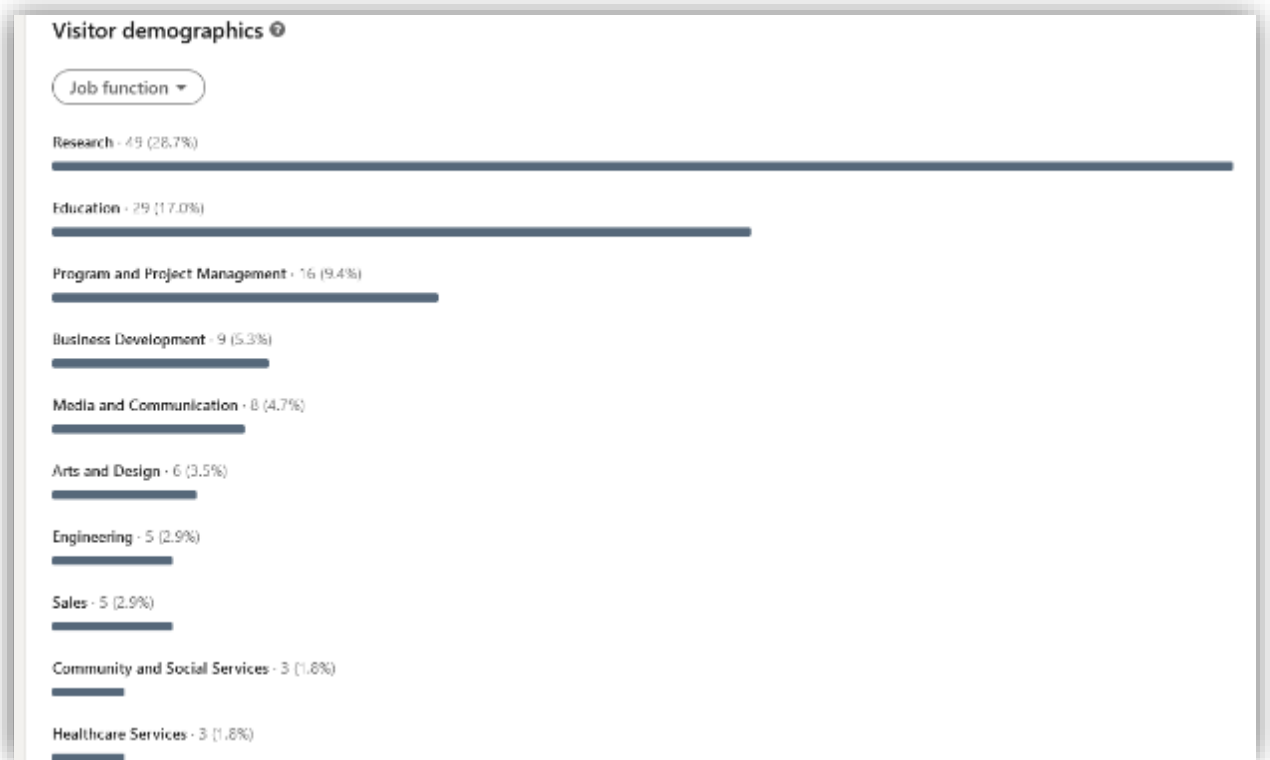 Visitor demographics
Job function
Research · 49 (28.7%)
Education · 29 (17.0%)
Program and Project Management · 16 (9.4%)
Business Development · 9 (5.3%)
Media and Communication · 8 (4.7%)
Arts and Design · 6 (3.5%)
Engineering · 5 (2.9%)
Sales · 5 (2.9%)
Community and Social Services · 3 (1.8%)
Healthcare Services · 3 (1.8%)